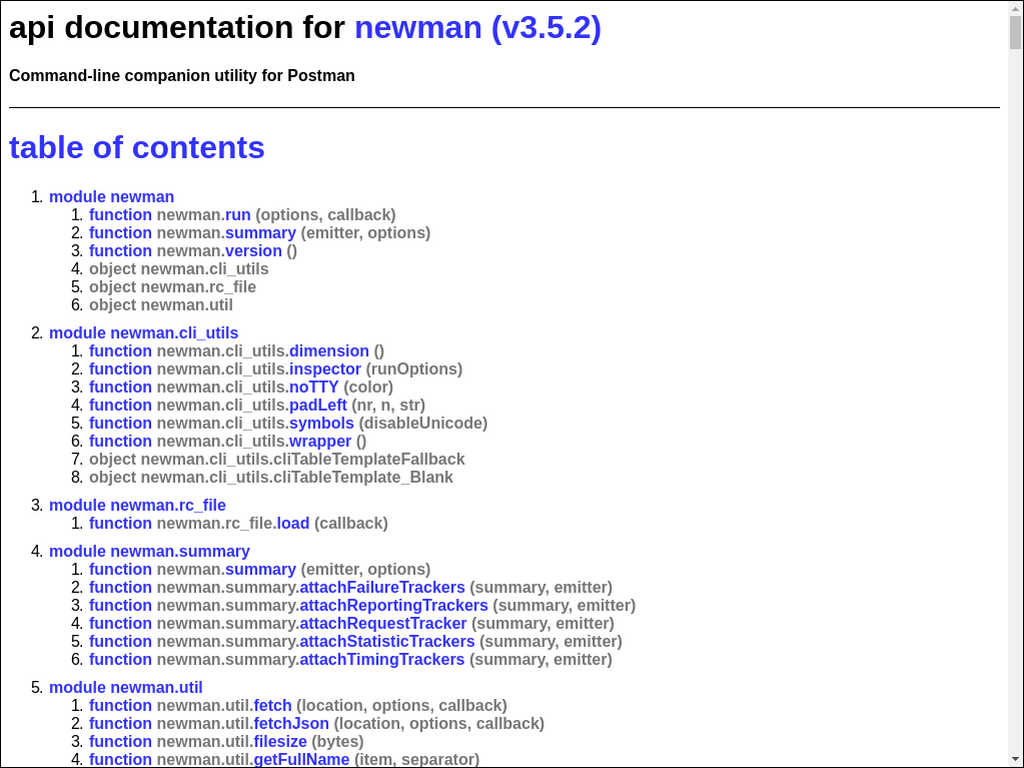 api documentation for newman (v3.5.2)
Command-line companion utility for Postman
table of contents
1. module newman
1. function newman.run (options, callback)
2. function newman.summary (emitter, options)
3. function newman.version ()
4. object newman.cli_utils
5. object newman.rc_file
6. object newman.util
2. module newman.cli_utils
1. function newman.cli_utils.dimension ()
2. function newman.cli_utils.inspector (runOptions)
3. function newman.cli_utils.noTTY (color)
4. function newman.cli_utils.padLeft (nr, n, str)
5. function newman.cli_utils.symbols (disableUnicode)
6. function newman.cli_utils.wrapper ()
7. object newman.cli_utils.cliTableTemplateFallback
8. object newman.cli_utils.cliTableTemplate_Blank
3. module newman.rc_file
1. function newman.rc_file.load (callback)
4. module newman.summary
1. function newman.summary (emitter, options)
2. function newman.summary.attachFailureTrackers (summary, emitter)
3. function newman.summary.attachReportingTrackers (summary, emitter)
4. function newman.summary.attachRequestTracker (summary, emitter)
5. function newman.summary.attachStatisticTrackers (summary, emitter)
6. function newman.summary.attachTimingTrackers (summary, emitter)
5. module newman.util
1. function newman.util.fetch (location, options, callback)
2. function newman.util.fetchJson (location, options, callback)
3. function newman.util.filesize (bytes)
4. function newman.util.getFullName (item, separator)